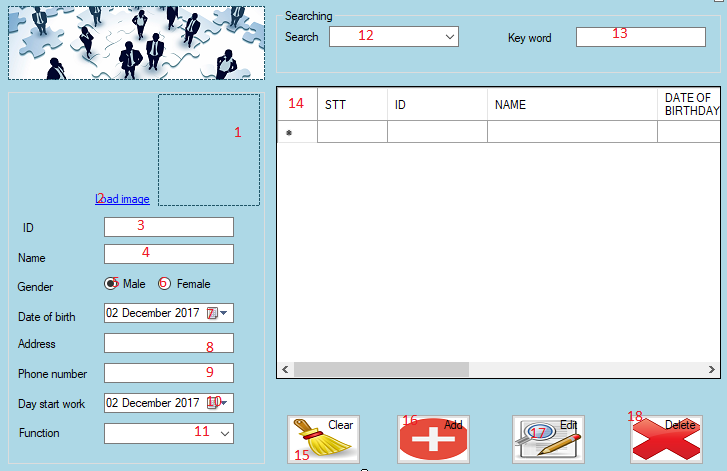 Searching
Search 12 Key word 13
14 STT ID NAME DATE OF
BIRTHDAY
*
1
2 Load image
ID 3
Name 4
Gender 5 Male 6 Female
Date of birth 02 December 2017 7
Address 8
Phone number 9
Day start work 02 December 2017 10
Function 11
15 Clear
16 Add
17 Edit
18 Delete